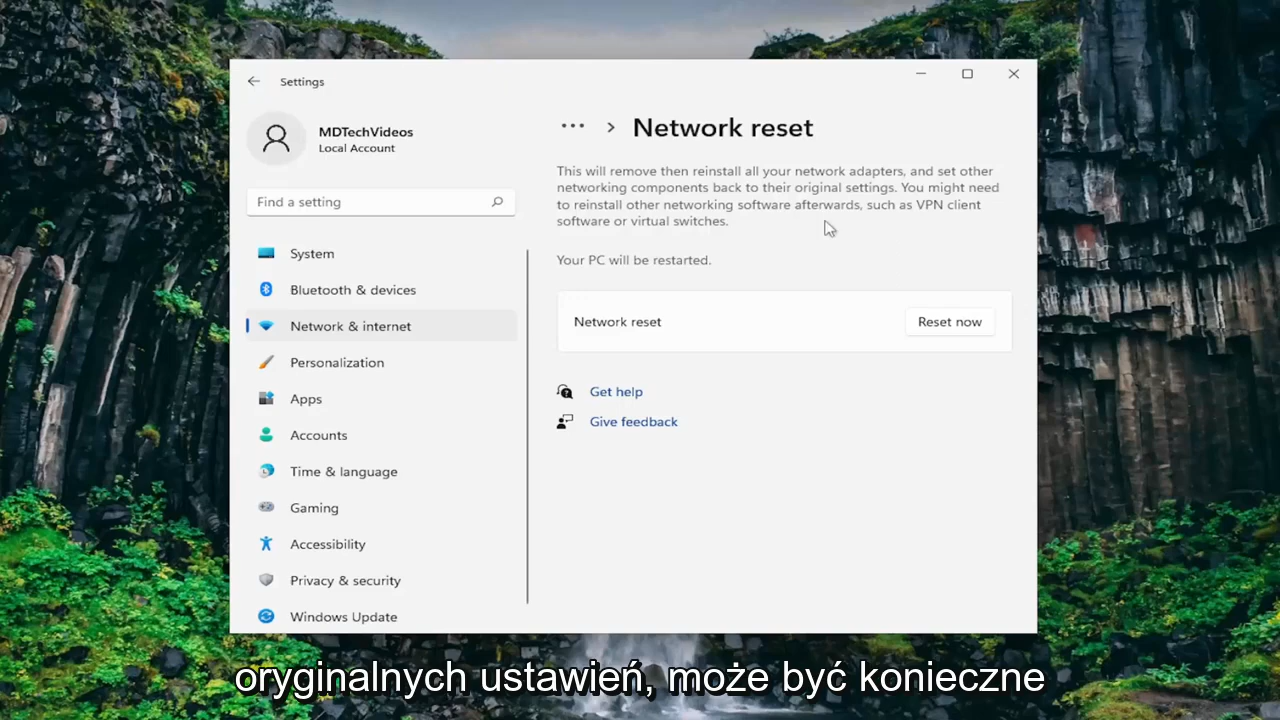 Settings
MDTechVideos
Local Account
Find a setting
System
Bluetooth & devices
Network & internet
Personalization
Apps
Accounts
Time & language
Gaming
Accessibility
Privacy & security
Windows Update
... > Network reset
This will remove then reinstall all your network adapters, and set other
networking components back to their original settings. You might need
to reinstall other networking software afterwards, such as VPN client
software or virtual switches.
Your PC will be restarted.
Network reset
Reset now
Get help
Give feedback
oryginalnych ustawień, może być konieczne